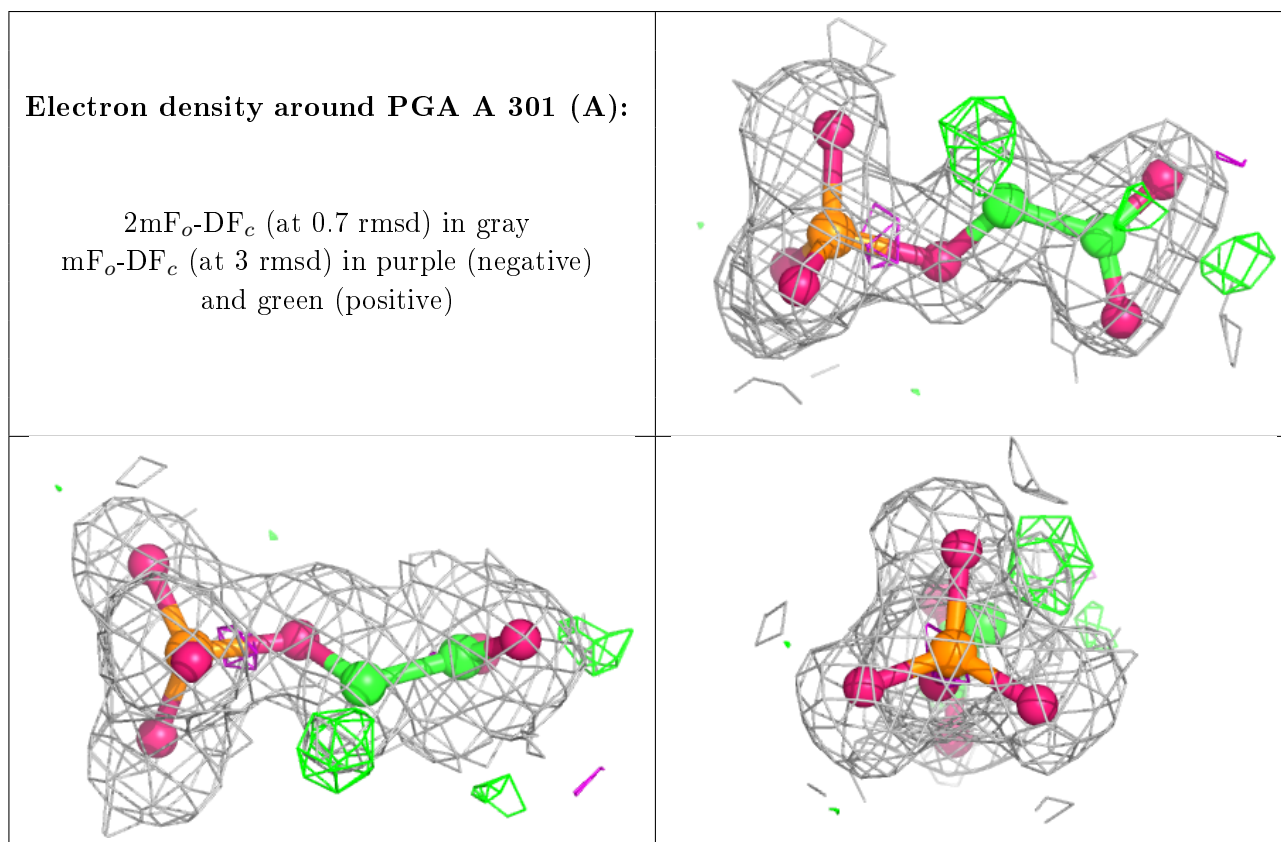 Electron density around PGA A 301 (A):
2mFₒ-DF𝑐 (at 0.7 rmsd) in gray
mFₒ-DF𝑐 (at 3 rmsd) in purple (negative)
and green (positive)